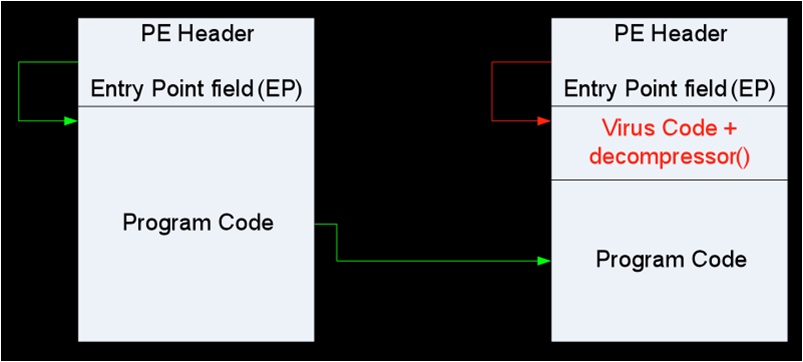 PE Header
Entry Point field (EP)
Program Code
PE Header
Entry Point field (EP)
Virus Code +
decompressor()
Program Code